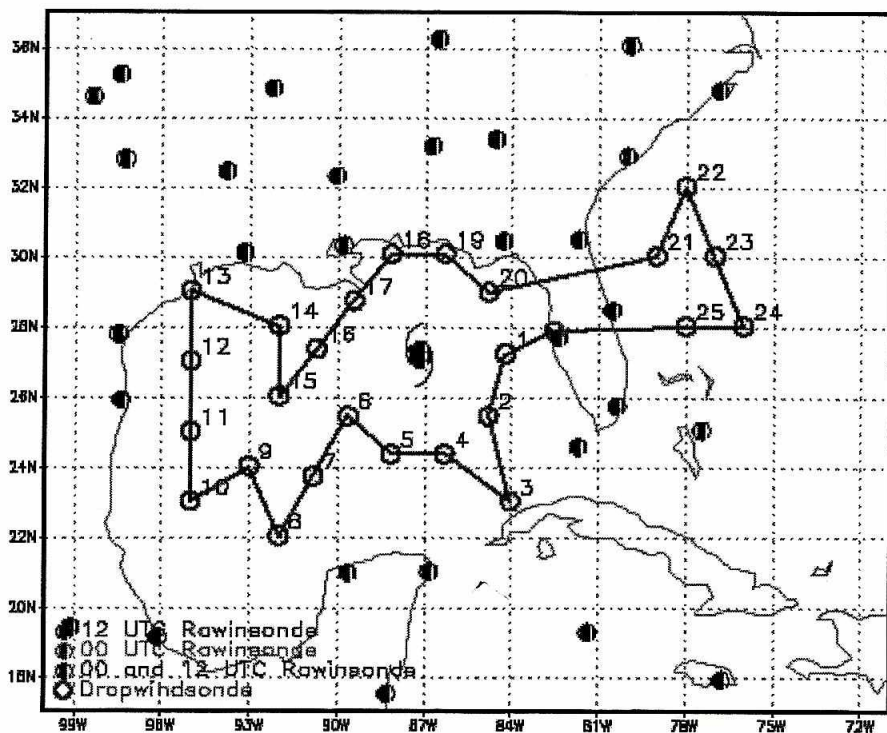 36N
34N
32N
22
30N
18 19 21 23
13
17 20
28N
14 25 24
12 16 1
26N
15
6 2
11
24N
9 5 4
7
10 3
22N
8
20N
12 UTC Rawinsonde
00 UTC Rawinsonde
18N
00 and 12 UTC Rawinsonde
Dropwindsonde
99W 96W 93W 90W 87W 84W 81W 78W 75W 72W